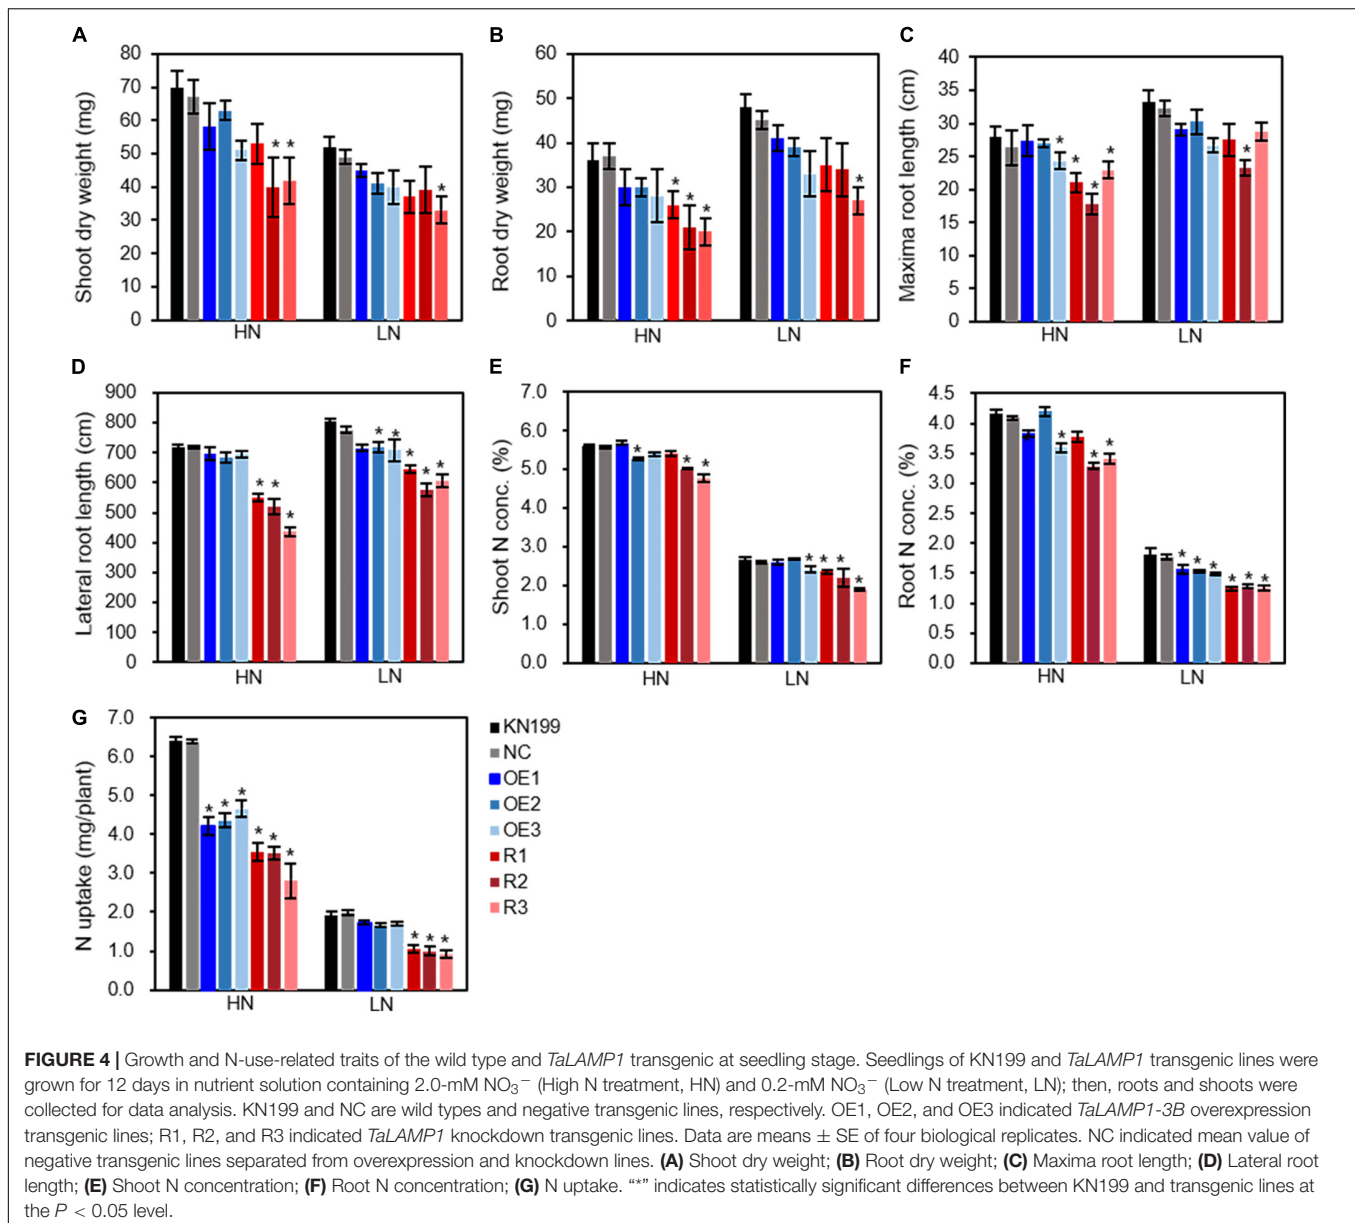 A
80
70
60
50
40
30
20
10
0
Shoot dry weight (mg)
* *
*
HN
LN
B
60
50
40
30
20
10
0
Root dry weight (mg)
* * *
*
HN
LN
C
40
35
30
25
20
15
10
5
0
Maxima root length (cm)
* * * *
*
HN
LN
D
900
800
700
600
500
400
300
200
100
0
Lateral root length (cm)
* * *
* * * * *
HN
LN
E
7.0
6.0
5.0
4.0
3.0
2.0
1.0
0.0
Shoot N conc. (%)
* * *
* * * *
HN
LN
F
4.5
4.0
3.5
3.0
2.5
2.0
1.5
1.0
0.5
0.0
Root N conc. (%)
* * *
* * * * * *
HN
LN
G
7.0
6.0
5.0
4.0
3.0
2.0
1.0
0.0
N uptake (mg/plant)
* * * * * *
* * *
HN
LN
KN199
NC
OE1
OE2
OE3
R1
R2
R3
FIGURE 4 | Growth and N-use-related traits of the wild type and TaLAMP1 transgenic at seedling stage. Seedlings of KN199 and TaLAMP1 transgenic lines were
grown for 12 days in nutrient solution containing 2.0-mM NO₃⁻ (High N treatment, HN) and 0.2-mM NO₃⁻ (Low N treatment, LN); then, roots and shoots were
collected for data analysis. KN199 and NC are wild types and negative transgenic lines, respectively. OE1, OE2, and OE3 indicated TaLAMP1-3B overexpression
transgenic lines; R1, R2, and R3 indicated TaLAMP1 knockdown transgenic lines. Data are means ± SE of four biological replicates. NC indicated mean value of
negative transgenic lines separated from overexpression and knockdown lines. (A) Shoot dry weight; (B) Root dry weight; (C) Maxima root length; (D) Lateral root
length; (E) Shoot N concentration; (F) Root N concentration; (G) N uptake. “*” indicates statistically significant differences between KN199 and transgenic lines at
the P < 0.05 level.